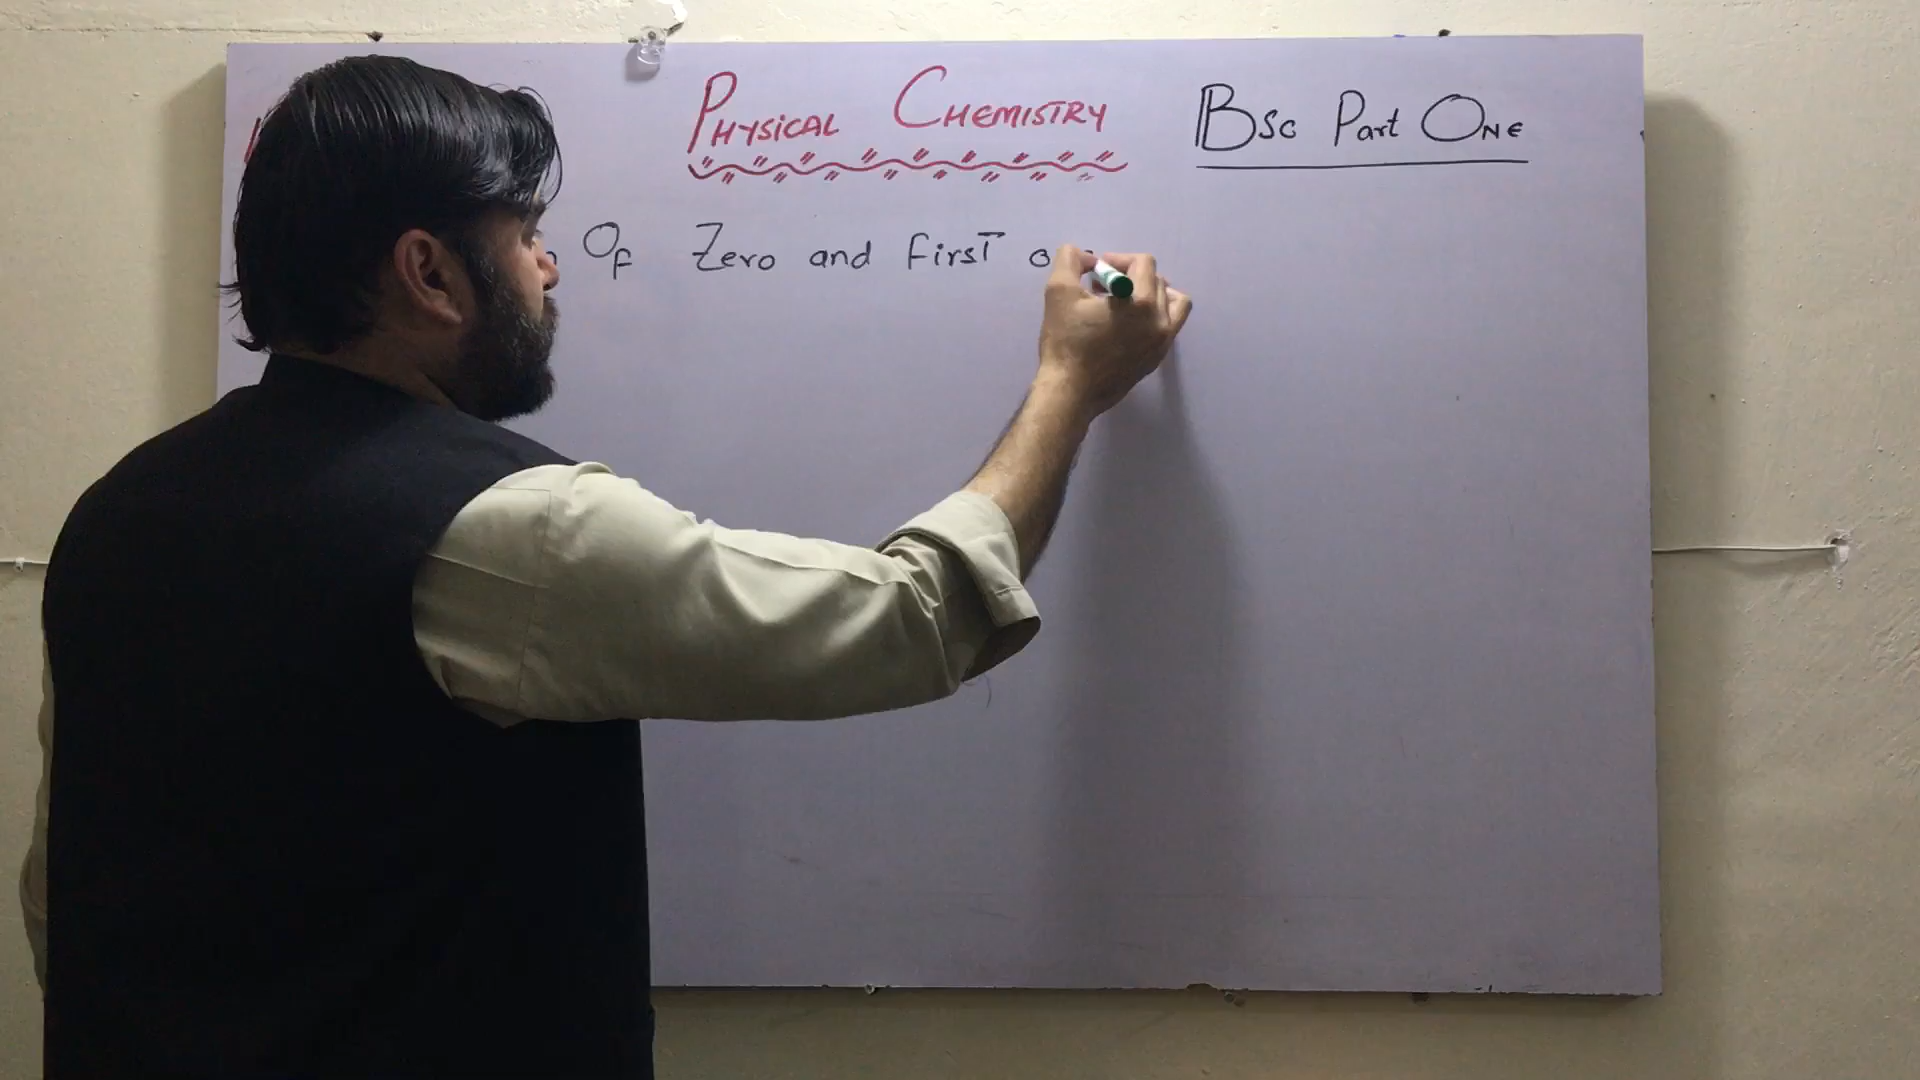 PHYSICAL CHEMISTRY BSc Part ONE
Of Zero and first